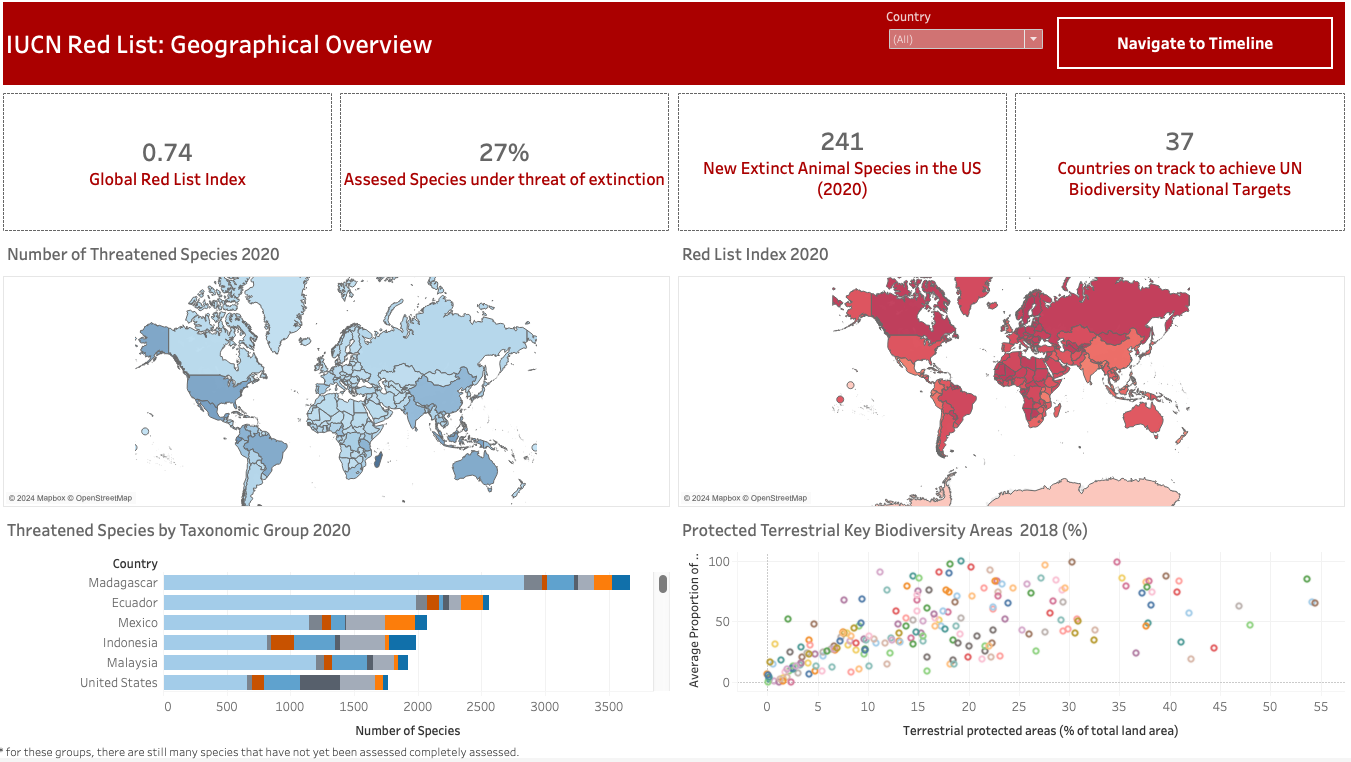 Country
IUCN Red List: Geographical Overview
(All)
Navigate to Timeline
0.74
Global Red List Index
27%
Assesed Species under threat of extinction
241
New Extinct Animal Species in the US
(2020)
37
Countries on track to achieve UN
Biodiversity National Targets
Number of Threatened Species 2020
Red List Index 2020
© 2024 Mapbox © OpenStreetMap
© 2024 Mapbox © OpenStreetMap
Threatened Species by Taxonomic Group 2020
Country
Madagascar
Ecuador
Mexico
Indonesia
Malaysia
United States
0 500 1000 1500 2000 2500 3000 3500
Number of Species
* for these groups, there are still many species that have not yet been assessed completely assessed.
Protected Terrestrial Key Biodiversity Areas 2018 (%)
Average Proportion of ..
100
50
0
0 5 10 15 20 25 30 35 40 45 50 55
Terrestrial protected areas (% of total land area)